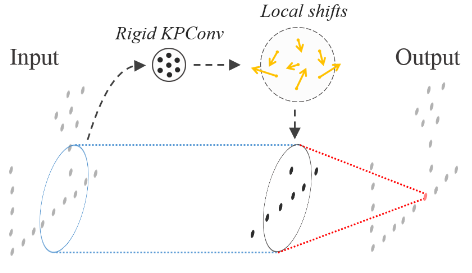 Local shifts
Rigid KPConv
Input
Output